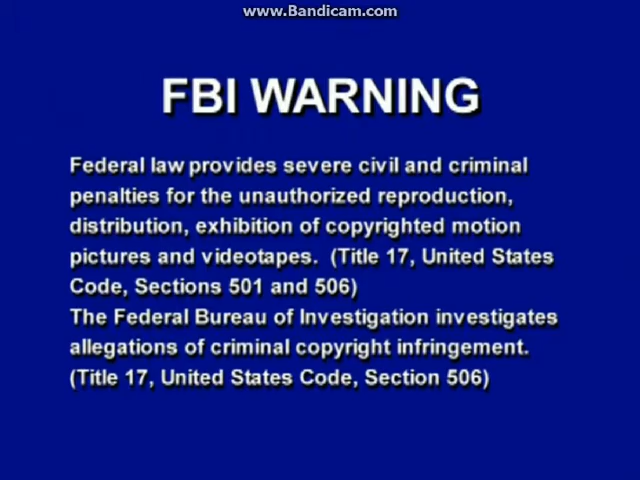 www.Bandicam.com
FBI WARNING
Federal law provides severe civil and criminal
penalties for the unauthorized reproduction,
distribution, exhibition of copyrighted motion
pictures and videotapes.  (Title 17, United States
Code, Sections 501 and 506)
The Federal Bureau of Investigation investigates
allegations of criminal copyright infringement.
(Title 17, United States Code, Section 506)